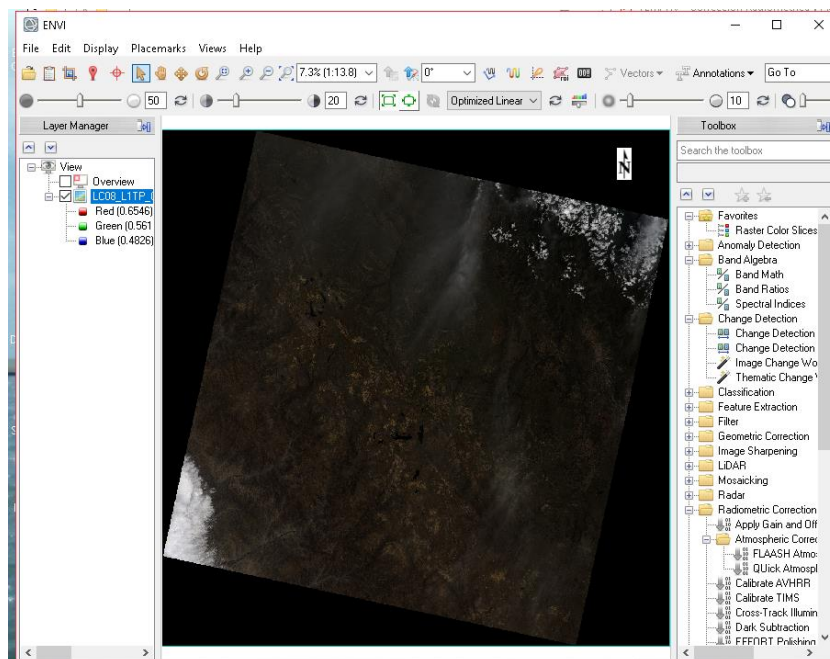 ENVI
File Edit Display Placemarks Views Help
7.3% (1:13.8) 0° Vectors Annotations Go To
50 20 Optimized Linear 10
Layer Manager
View
Overview
LC08_L1TP_
Red (0.6546)
Green (0.561
Blue (0.4826)
N
Toolbox
Search the toolbox
Favorites
Raster Color Slices
Anomaly Detection
Band Algebra
Band Math
Band Ratios
Spectral Indices
Change Detection
Change Detection
Change Detection
Image Change Wo
Thematic Change
Classification
Feature Extraction
Filter
Geometric Correction
Image Sharpening
LiDAR
Mosaicking
Radar
Radiometric Correction
Apply Gain and Off
Atmospheric Correc
FLAASH Atmo
QUick Atmosp
Calibrate AVHRR
Calibrate TIMS
Cross-Track Illumin
Dark Subtraction
EFFORT Polishing